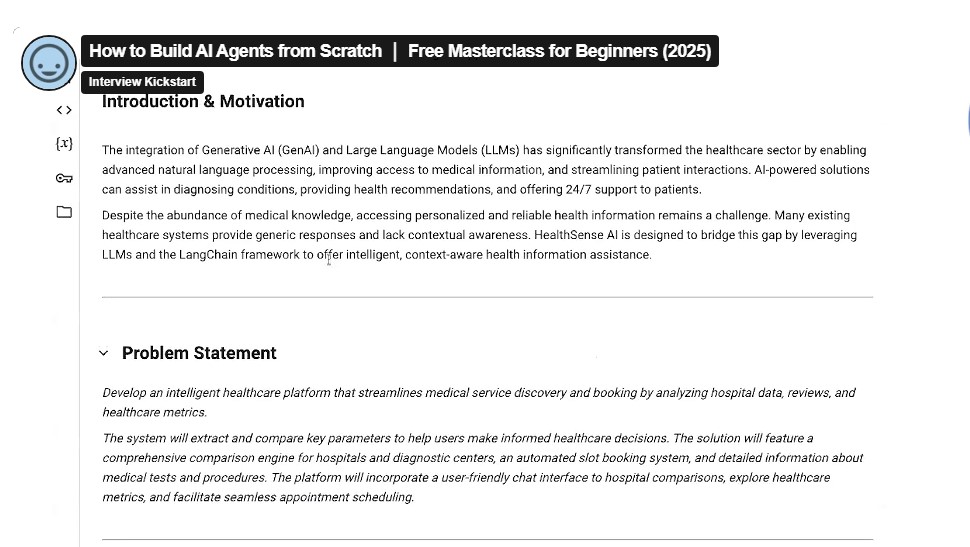 How to Build AI Agents from Scratch | Free Masterclass for Beginners (2025)
Interview Kickstart
Introduction & Motivation
<>
{x}
The integration of Generative AI (GenAI) and Large Language Models (LLMs) has significantly transformed the healthcare sector by enabling
advanced natural language processing, improving access to medical information, and streamlining patient interactions. AI-powered solutions
can assist in diagnosing conditions, providing health recommendations, and offering 24/7 support to patients.
Despite the abundance of medical knowledge, accessing personalized and reliable health information remains a challenge. Many existing
healthcare systems provide generic responses and lack contextual awareness. HealthSense AI is designed to bridge this gap by leveraging
LLMs and the LangChain framework to offer intelligent, context-aware health information assistance.
Problem Statement
Develop an intelligent healthcare platform that streamlines medical service discovery and booking by analyzing hospital data, reviews, and
healthcare metrics.
The system will extract and compare key parameters to help users make informed healthcare decisions. The solution will feature a
comprehensive comparison engine for hospitals and diagnostic centers, an automated slot booking system, and detailed information about
medical tests and procedures. The platform will incorporate a user-friendly chat interface to hospital comparisons, explore healthcare
metrics, and facilitate seamless appointment scheduling.